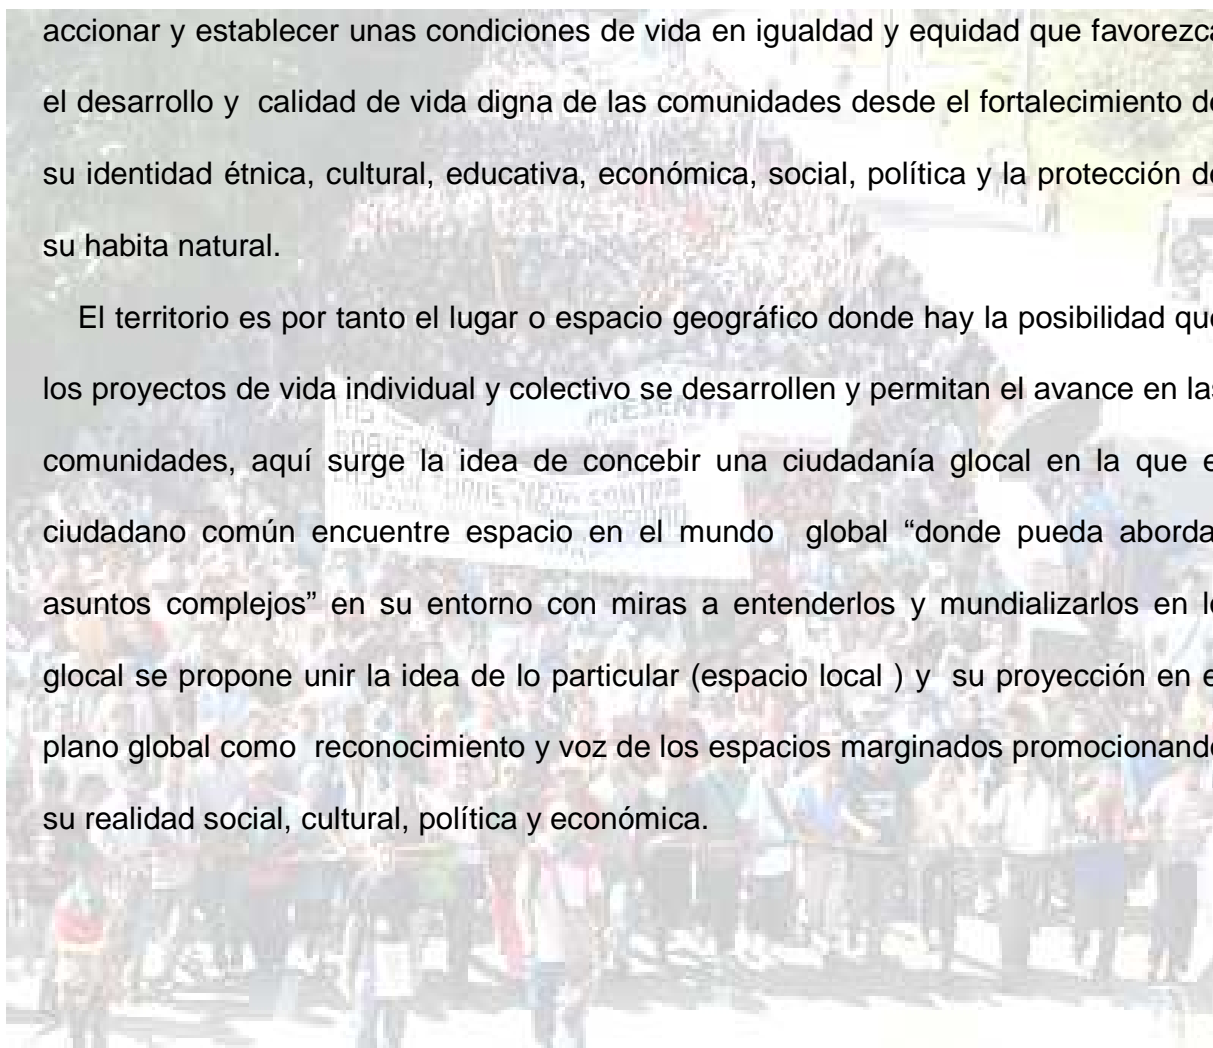 accionar y establecer unas condiciones de vida en igualdad y equidad que favorezca
el desarrollo y calidad de vida digna de las comunidades desde el fortalecimiento de
su identidad étnica, cultural, educativa, económica, social, política y la protección de
su habita natural.
El territorio es por tanto el lugar o espacio geográfico donde hay la posibilidad que
los proyectos de vida individual y colectivo se desarrollen y permitan el avance en las
comunidades, aquí surge la idea de concebir una ciudadanía glocal en la que e
ciudadano común encuentre espacio en el mundo global “donde pueda aborda
asuntos complejos” en su entorno con miras a entenderlos y mundializarlos en l
glocal se propone unir la idea de lo particular (espacio local ) y su proyección en e
plano global como reconocimiento y voz de los espacios marginados promocionand
su realidad social, cultural, política y económica.
PRESENTE